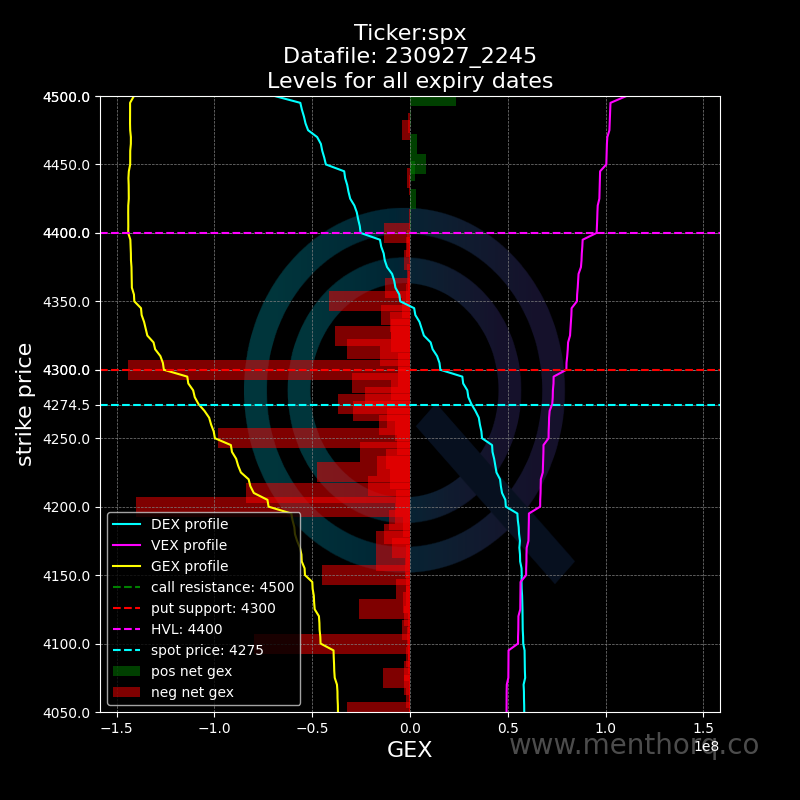 Ticker:spx
Datafile: 230927_2245
Levels for all expiry dates
4500.0
4450.0
4400.0
4350.0
4300.0
4274.5
4250.0
4200.0
4150.0
4100.0
4050.0
strike price
DEX profile
VEX profile
GEX profile
call resistance: 4500
put support: 4300
HVL: 4400
spot price: 4275
pos net gex
neg net gex
−1.5 −1.0 −0.5 0.0 0.5 1.0 1.5
1e8
GEX
www.menthorq.co